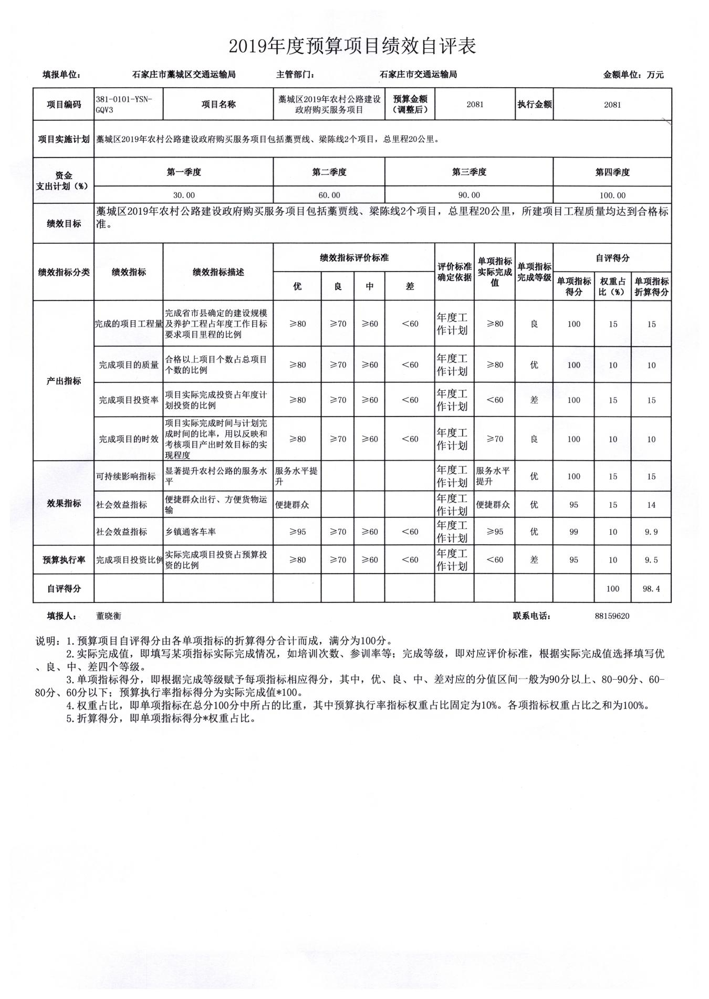 2019年度预算项目绩效自评表
填报单位： 石家庄市藁城区交通运输局 主管部门： 石家庄市交通运输局 金额单位：万元
项目编码 381-0101-YSN-GQV3 项目名称 藁城区2019年农村公路建设政府购买服务项目 预算金额（调整后） 2081 执行金额 2081
项目实施计划 藁城区2019年农村公路建设政府购买服务项目包括藁贾线、梁陈线2个项目，总里程20公里。
资金支出计划（%） 第一季度 第二季度 第三季度 第四季度
30.00 60.00 90.00 100.00
绩效目标 藁城区2019年农村公路建设政府购买服务项目包括藁贾线、梁陈线2个项目，总里程20公里，所建项目工程质量均达到合格标准。
绩效指标分类 绩效指标 绩效指标描述 绩效指标评价标准 评价标准确定依据 单项指标实际完成值 单项指标完成等级 自评得分
优 良 中 差 单项指标得分 权重占比（%） 单项指标折算得分
产出指标 完成的项目工程量 完成省市县确定的建设规模及养护工程占年度工作目标要求项目里程的比例 ≥80 ≥70 ≥60 ＜60 年度工作计划 ≥80 良 100 15 15
完成项目的质量 合格以上项目个数占总项目个数的比例 ≥80 ≥70 ≥60 ＜60 年度工作计划 ≥80 优 100 10 10
完成项目投资率 项目实际完成投资占年度计划投资的比例 ≥80 ≥70 ≥60 ＜60 年度工作计划 ＜60 差 100 15 15
完成项目的时效 项目实际完成时间与计划完成时间的比率，用以反映和考核项目产出时效目标的实现程度 ≥80 ≥70 ≥60 ＜60 年度工作计划 ≥70 良 100 10 10
效果指标 可持续影响指标 显著提升农村公路的服务水平 服务水平提升 年度工作计划 服务水平提升 优 100 15 15
社会效益指标 便捷群众出行、方便货物运输 便捷群众 年度工作计划 便捷群众 优 95 15 14
社会效益指标 乡镇通客车率 ≥95 ≥70 ≥60 ＜60 年度工作计划 ≥95 优 99 10 9.9
预算执行率 完成项目投资比例 实际完成项目投资占预算投资的比例 ≥80 ≥70 ≥60 ＜60 年度工作计划 ＜60 差 95 10 9.5
自评得分 100 98.4
填报人： 董晓衡 联系电话： 88159620
说明：1.预算项目自评得分由各单项指标的折算得分合计而成，满分为100分。
2.实际完成值，即填写某项指标实际完成情况，如培训次数、参训率等；完成等级，即对应评价标准，根据实际完成值选择填写优
、良、中、差四个等级。
3.单项指标得分，即根据完成等级赋予每项指标相应得分，其中，优、良、中、差对应的分值区间一般为90分以上、80-90分、60-
80分、60分以下；预算执行率指标得分为实际完成值*100。
4.权重占比，即单项指标在总分100分中所占的比重，其中预算执行率指标权重占比固定为10%。各项指标权重占比之和为100%。
5.折算得分，即单项指标得分*权重占比。